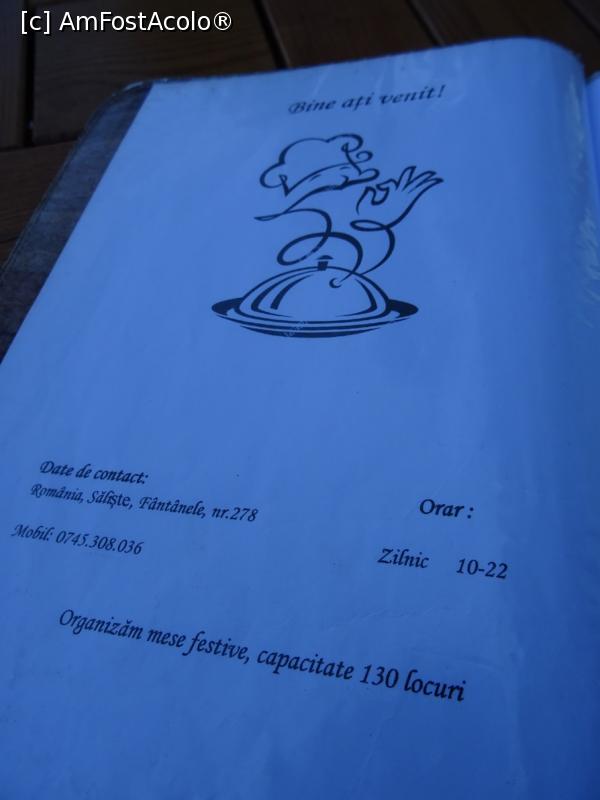 [c] AmFostAcolo®
Bine ați venit!
Date de contact:
România, Săliște, Fântânele, nr.278
Mobil: 0745.308.036
Orar :
Zilnic 10-22
Organizăm mese festive, capacitate 130 locuri